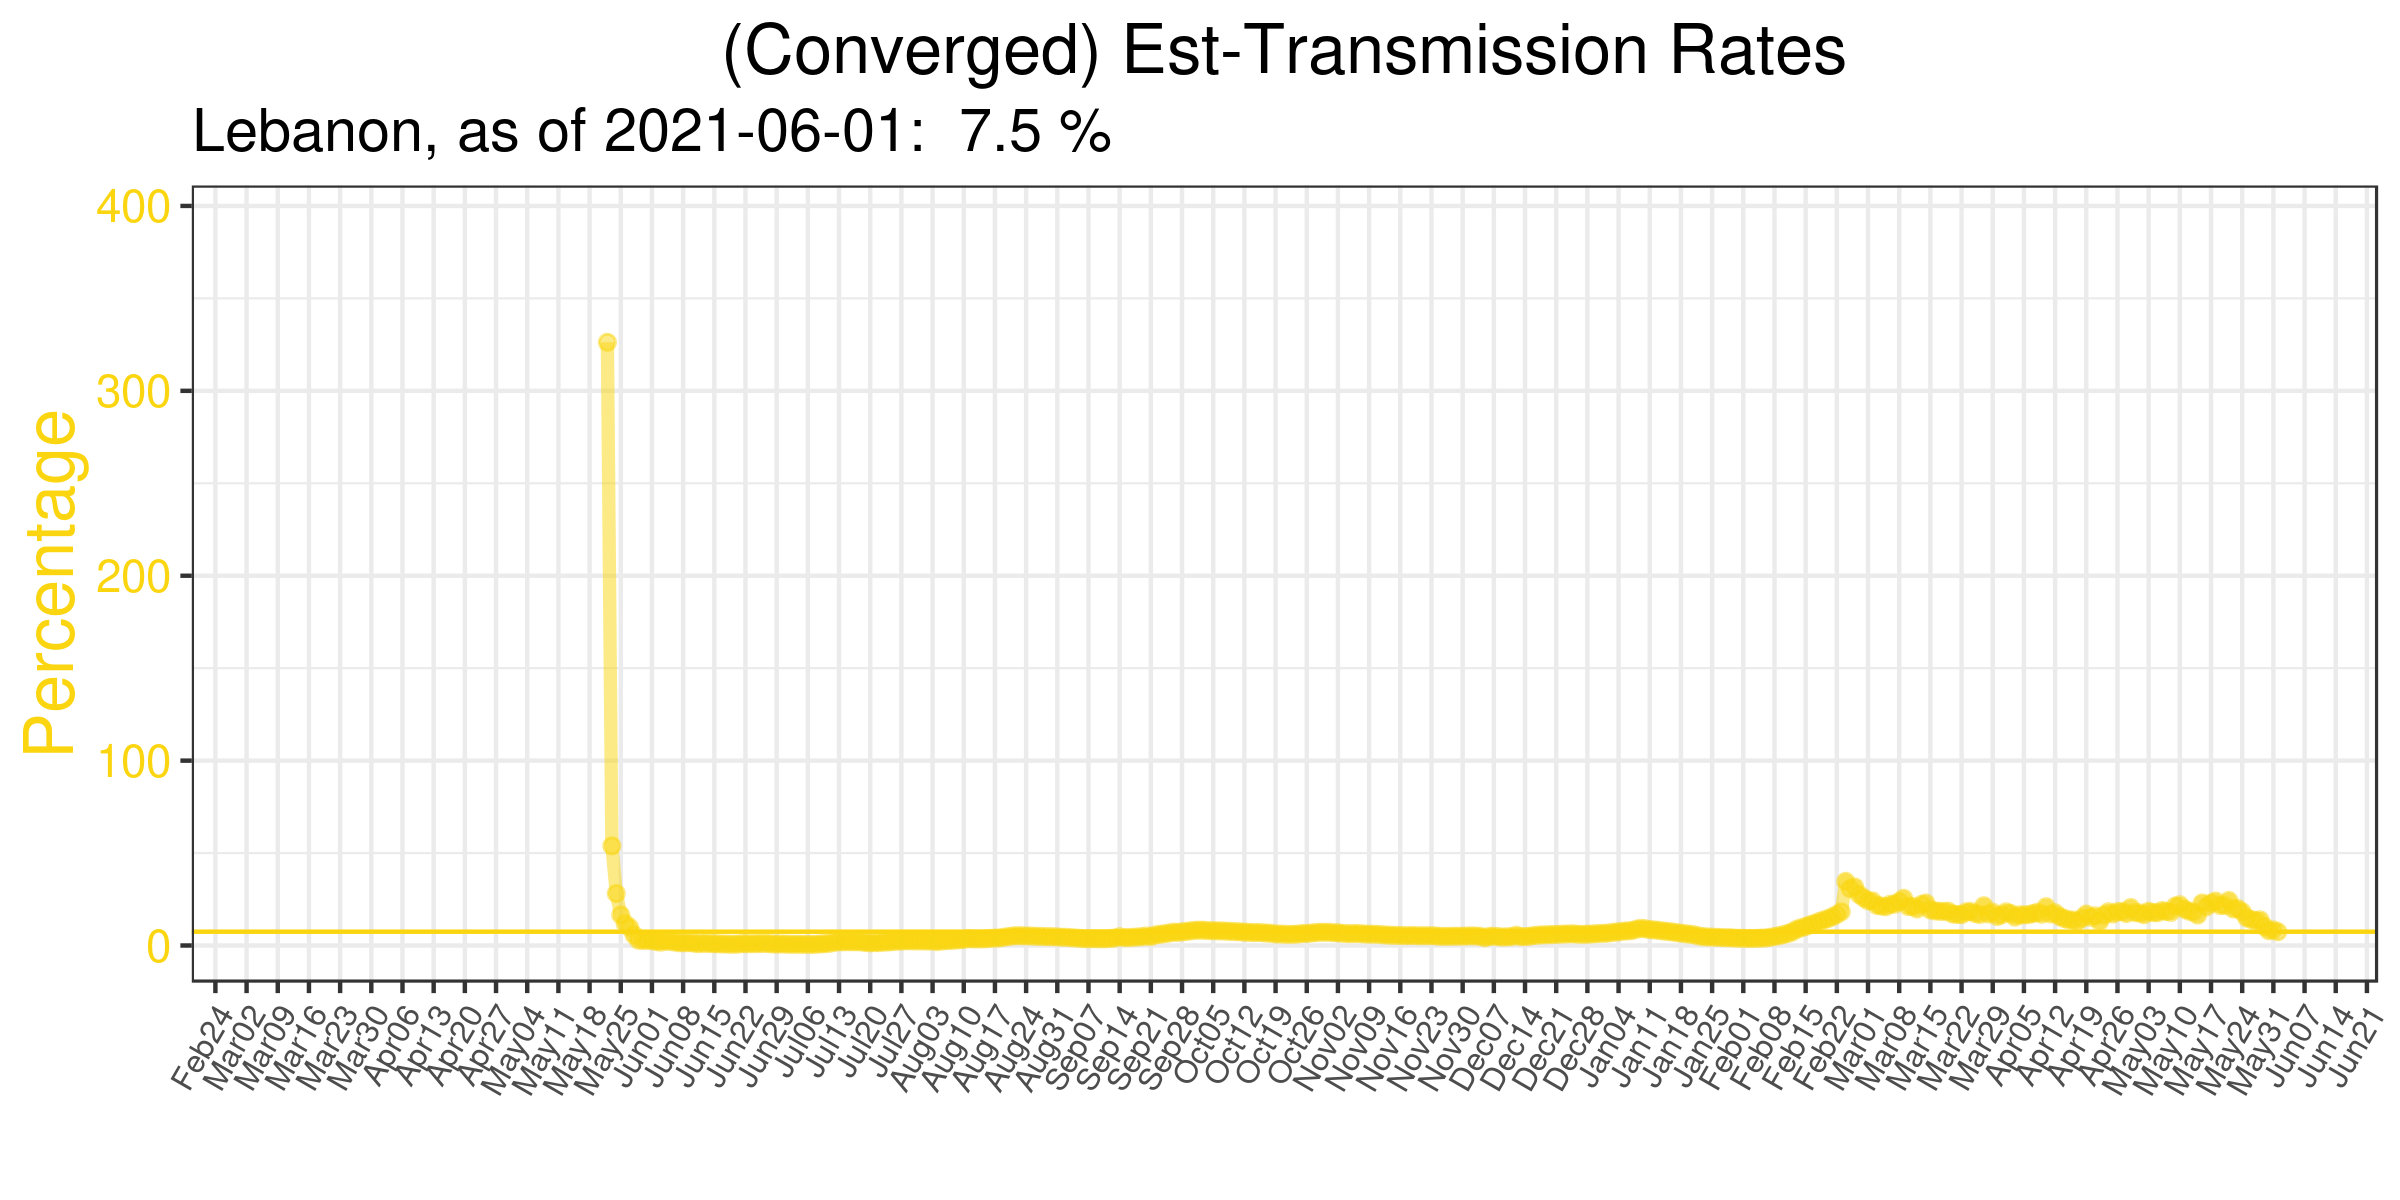 (Converged) Est-Transmission Rates
Lebanon, as of 2021-06-01:  7.5 %
Percentage
400
300
200
100
0
Feb24
Mar02
Mar09
Mar16
Mar23
Mar30
Apr06
Apr13
Apr20
Apr27
May04
May11
May18
May25
Jun01
Jun08
Jun15
Jun22
Jun29
Jul06
Jul13
Jul20
Jul27
Aug03
Aug10
Aug17
Aug24
Aug31
Sep07
Sep14
Sep21
Sep28
Oct05
Oct12
Oct19
Oct26
Nov02
Nov09
Nov16
Nov23
Nov30
Dec07
Dec14
Dec21
Dec28
Jan04
Jan11
Jan18
Jan25
Feb01
Feb08
Feb15
Feb22
Mar01
Mar08
Mar15
Mar22
Mar29
Apr05
Apr12
Apr19
Apr26
May03
May10
May17
May24
May31
Jun07
Jun14
Jun21